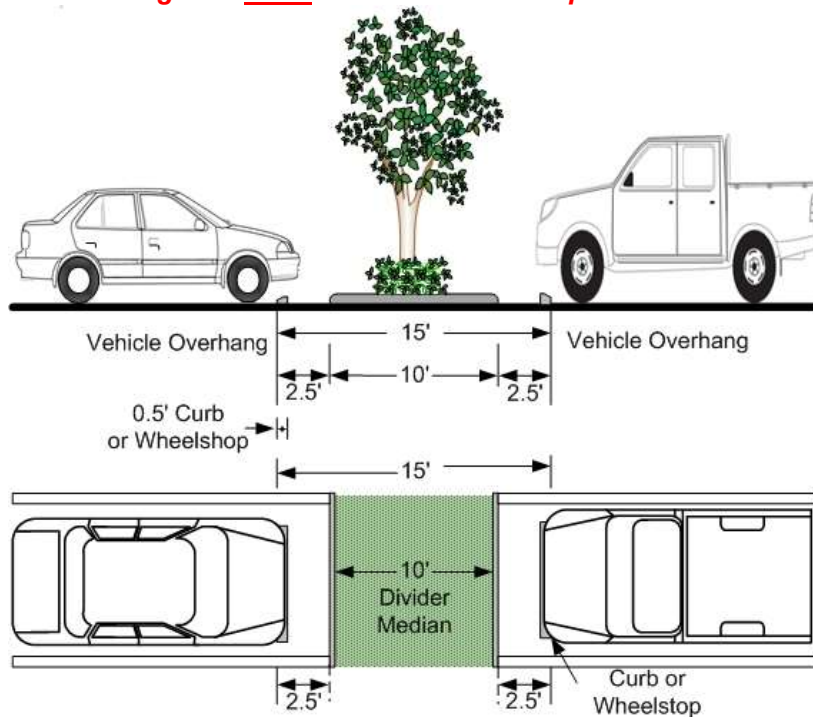 15'
Vehicle Overhang
Vehicle Overhang
2.5'
10'
2.5'
0.5' Curb
or Wheelshop
15'
10'
Divider
Median
2.5'
2.5'
Curb or
Wheelstop